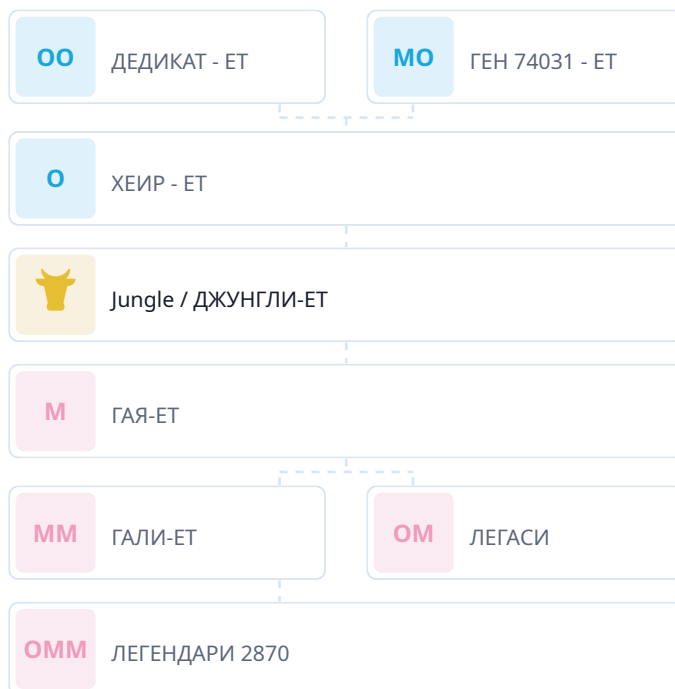 ОО ДЕДИКАТ - ЕТ МО ГЕН 74031 - ЕТ
О ХЕИР - ЕТ
Jungle / ДЖУНГЛИ-ЕТ
М ГАЯ-ЕТ
ММ ГАЛИ-ЕТ ОМ ЛЕГАСИ
ОММ ЛЕГЕНДАРИ 2870